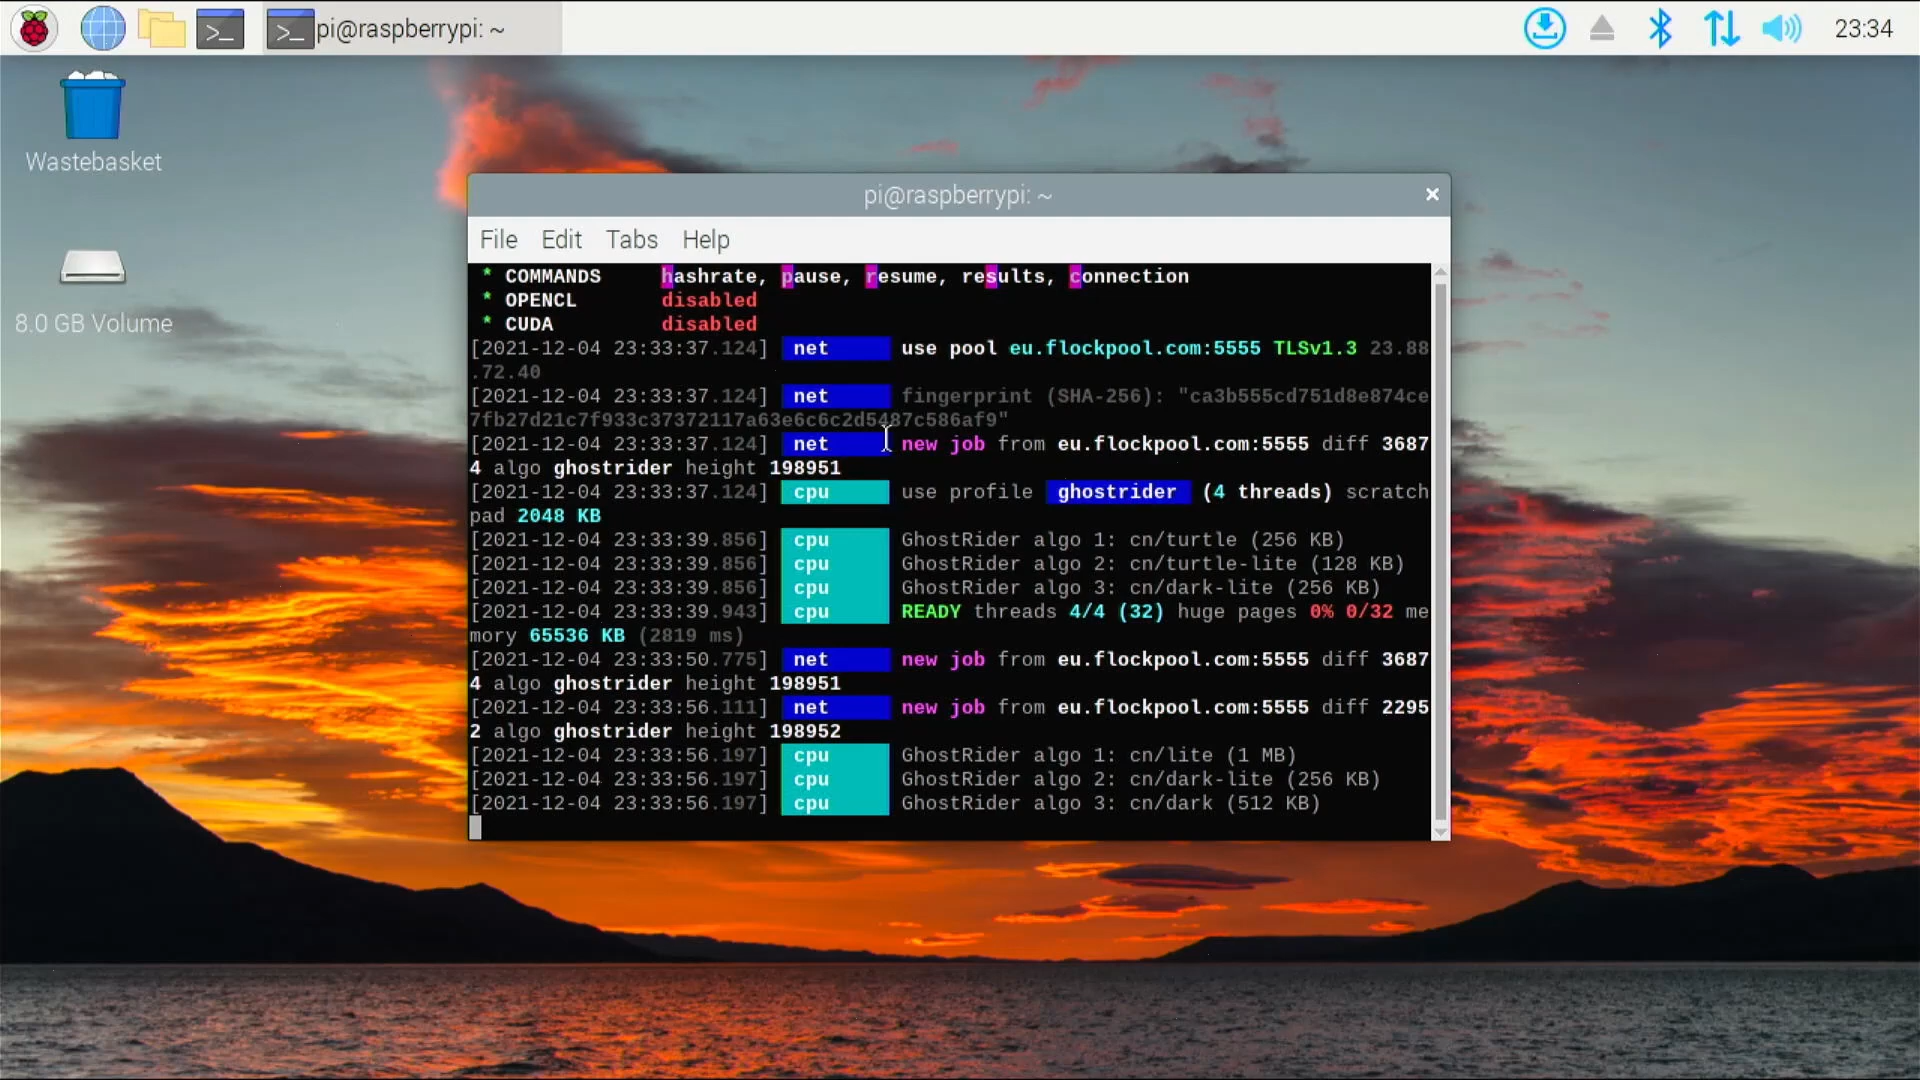 pi@raspberrypi: ~
23:34
Wastebasket
8.0 GB Volume
pi@raspberrypi: ~
File Edit Tabs Help
* COMMANDS hashrate, pause, resume, results, connection
* OPENCL disabled
* CUDA disabled
[2021-12-04 23:33:37.124] net use pool eu.flockpool.com:5555 TLSv1.3 23.88
.72.40
[2021-12-04 23:33:37.124] net fingerprint (SHA-256): "ca3b555cd751d8e874ce
7fb27d21c7f933c37372117a63e6c6c2d5487c586af9"
[2021-12-04 23:33:37.124] net new job from eu.flockpool.com:5555 diff 3687
4 algo ghostrider height 198951
[2021-12-04 23:33:37.124] cpu use profile ghostrider (4 threads) scratch
pad 2048 KB
[2021-12-04 23:33:39.856] cpu GhostRider algo 1: cn/turtle (256 KB)
[2021-12-04 23:33:39.856] cpu GhostRider algo 2: cn/turtle-lite (128 KB)
[2021-12-04 23:33:39.856] cpu GhostRider algo 3: cn/dark-lite (256 KB)
[2021-12-04 23:33:39.943] cpu READY threads 4/4 (32) huge pages 0% 0/32 me
mory 65536 KB (2819 ms)
[2021-12-04 23:33:50.775] net new job from eu.flockpool.com:5555 diff 3687
4 algo ghostrider height 198951
[2021-12-04 23:33:56.111] net new job from eu.flockpool.com:5555 diff 2295
2 algo ghostrider height 198952
[2021-12-04 23:33:56.197] cpu GhostRider algo 1: cn/lite (1 MB)
[2021-12-04 23:33:56.197] cpu GhostRider algo 2: cn/dark-lite (256 KB)
[2021-12-04 23:33:56.197] cpu GhostRider algo 3: cn/dark (512 KB)